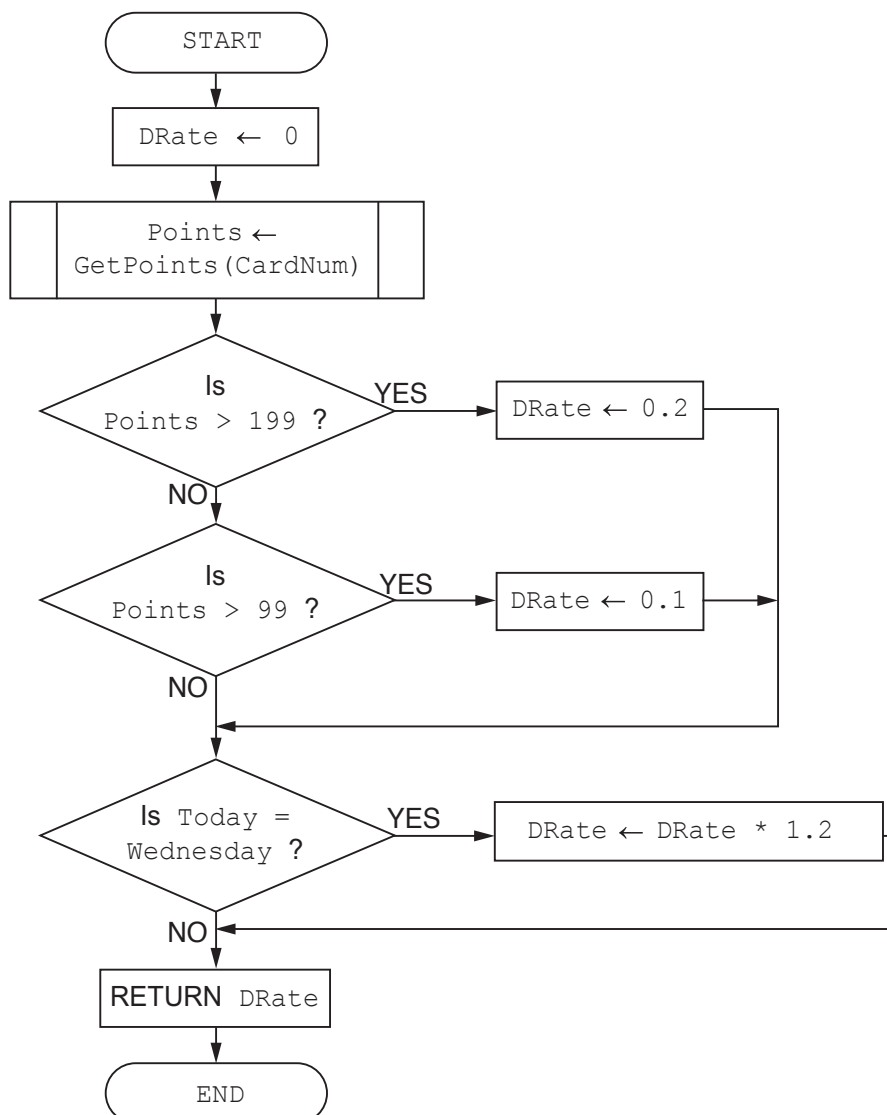 START
DRate ← 0
Points ←
GetPoints(CardNum)
Is
Points > 199 ?
YES
DRate ← 0.2
NO
Is
Points > 99 ?
YES
DRate ← 0.1
NO
Is Today =
Wednesday ?
YES
DRate ← DRate * 1.2
NO
RETURN DRate
END